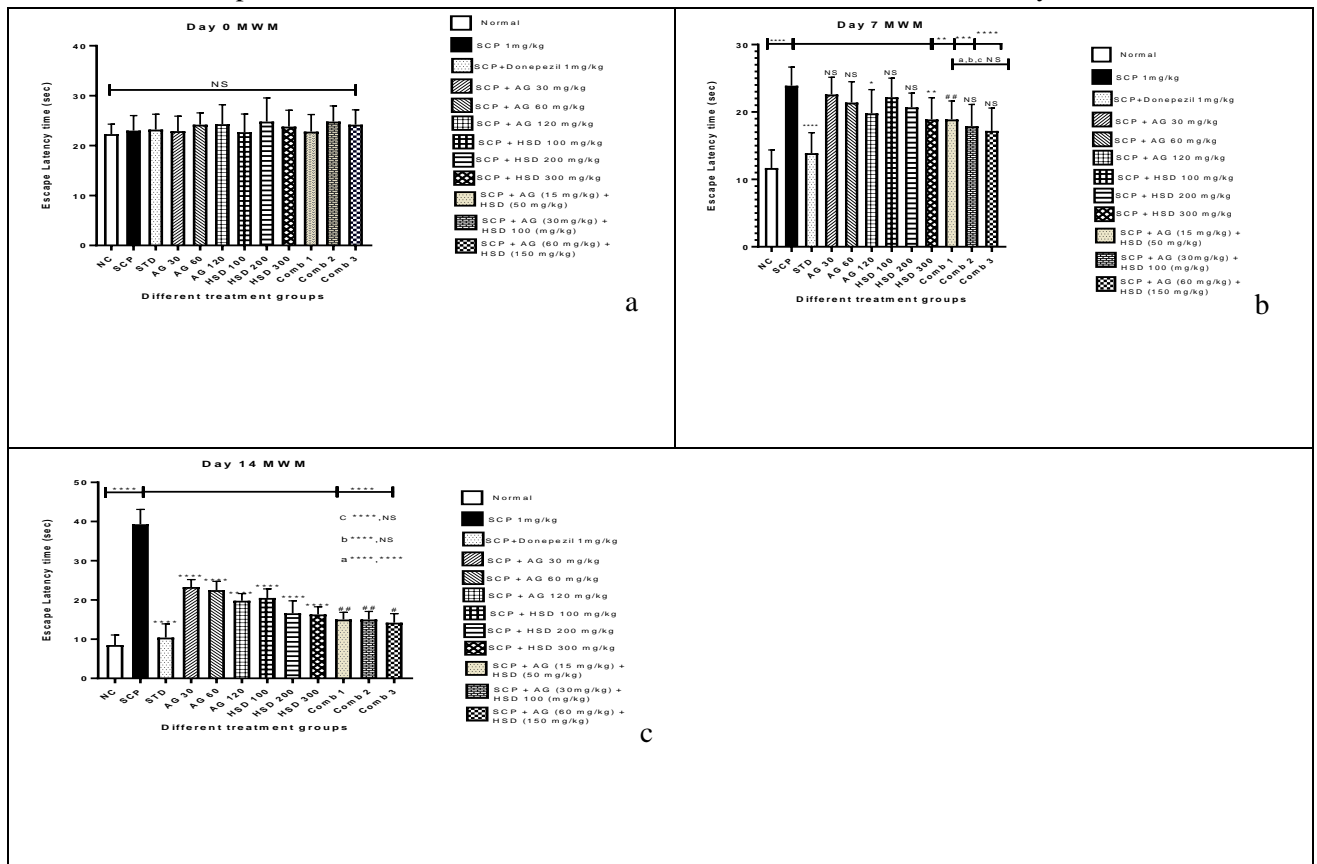 Day 0 MWM
Escape Latency time (sec)
40
30
20
10
0
NS
NC
SCP
STD
AG 30
AG 60
AG 120
HSD 100
HSD 200
HSD 300
Comb 1
Comb 2
Comb 3
Different treatment groups
Normal
SCP 1mg/kg
SCP+Donepezil 1mg/kg
SCP + AG 30 mg/kg
SCP + AG 60 mg/kg
SCP + AG 120 mg/kg
SCP + HSD 100 mg/kg
SCP + HSD 200 mg/kg
SCP + HSD 300 mg/kg
SCP + AG (15 mg/kg) +
HSD (50 mg/kg)
SCP + AG (30mg/kg) +
HSD 100 (mg/kg)
SCP + AG (60 mg/kg) +
HSD (150 mg/kg)
a
Day 7 MWM
Escape Latency time (sec)
30
20
10
0
**** ** *** ****
a,b,c NS
**** NS NS * NS NS ** ## NS NS
NC
SCP
STD
AG 30
AG 60
AG 120
HSD 100
HSD 200
HSD 300
Comb 1
Comb 2
Comb 3
Different treatment groups
Normal
SCP 1mg/kg
SCP+Donepezil 1mg/kg
SCP + AG 30 mg/kg
SCP + AG 60 mg/kg
SCP + AG 120 mg/kg
SCP + HSD 100 mg/kg
SCP + HSD 200 mg/kg
SCP + HSD 300 mg/kg
SCP + AG (15 mg/kg) +
HSD (50 mg/kg)
SCP + AG (30mg/kg) +
HSD 100 (mg/kg)
SCP + AG (60 mg/kg) +
HSD (150 mg/kg)
b
Day 14 MWM
Escape Latency time (sec)
50
40
30
20
10
0
**** ****
c ****,NS
b ****,NS
a****,****
**** **** **** **** **** **** **** ## ## #
NC
SCP
STD
AG 30
AG 60
AG 120
HSD 100
HSD 200
HSD 300
Comb 1
Comb 2
Comb 3
Different treatment groups
Normal
SCP 1mg/kg
SCP+Donepezil 1mg/kg
SCP + AG 30 mg/kg
SCP + AG 60 mg/kg
SCP + AG 120 mg/kg
SCP + HSD 100 mg/kg
SCP + HSD 200 mg/kg
SCP + HSD 300 mg/kg
SCP + AG (15 mg/kg) +
HSD (50 mg/kg)
SCP + AG (30mg/kg) +
HSD 100 (mg/kg)
SCP + AG (60 mg/kg) +
HSD (150 mg/kg)
c